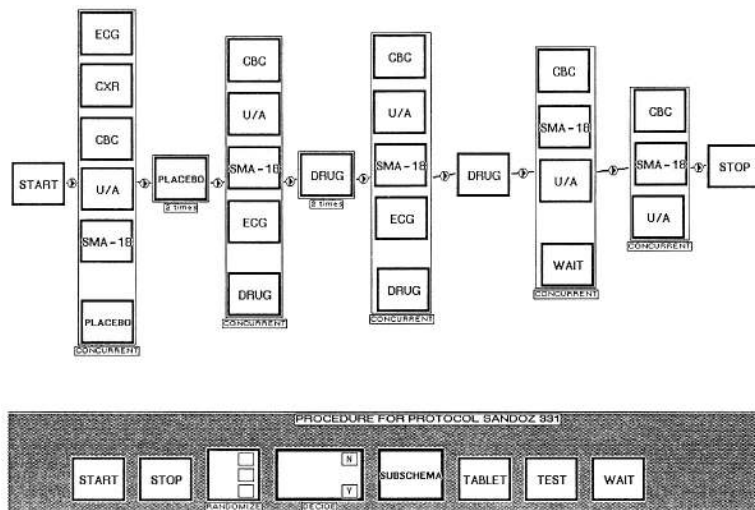 START
ECG
CXR
CBC
U/A
SMA-18
PLACEBO
CONCURRENT
PLACEBO
2 times
CBC
U/A
SMA-18
ECG
DRUG
CONCURRENT
DRUG
2 times
CBC
U/A
SMA-18
ECG
DRUG
CONCURRENT
DRUG
CBC
SMA-18
U/A
WAIT
CONCURRENT
CBC
SMA-18
U/A
CONCURRENT
STOP
PROCEDURE FOR PROTOCOL SANDOZ 331
START
STOP
RANDOMIZE
N
Y
DECIDE
SUBSCHEMA
TABLET
TEST
WAIT